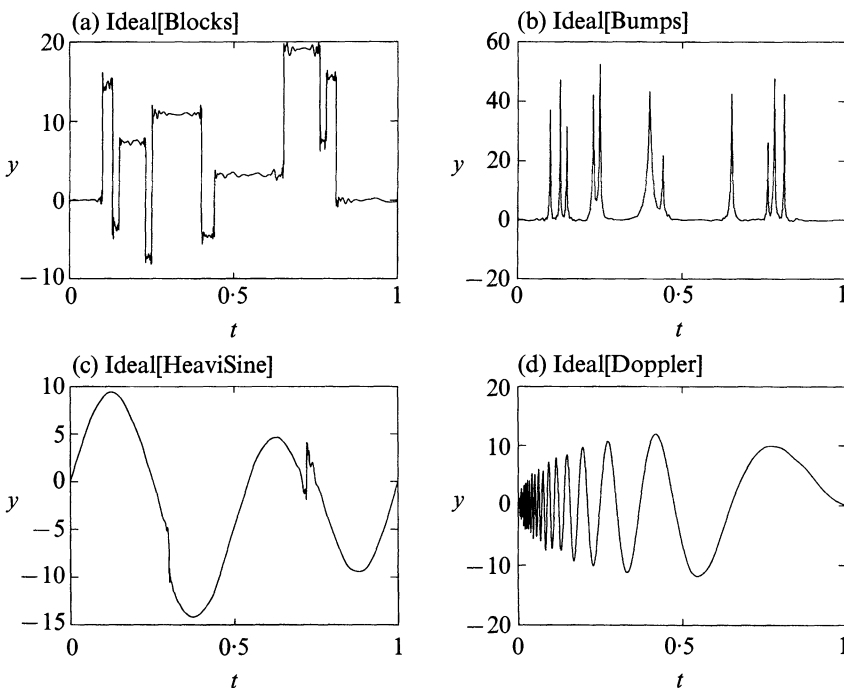 (a) Ideal[Blocks]
20
10
0
−10
y
0
0·5
1
t
(b) Ideal[Bumps]
60
40
20
0
−20
y
0
0·5
1
t
(c) Ideal[HeaviSine]
10
5
0
−5
−10
−15
y
0
0·5
1
t
(d) Ideal[Doppler]
20
10
0
−10
−20
y
0
0·5
1
t